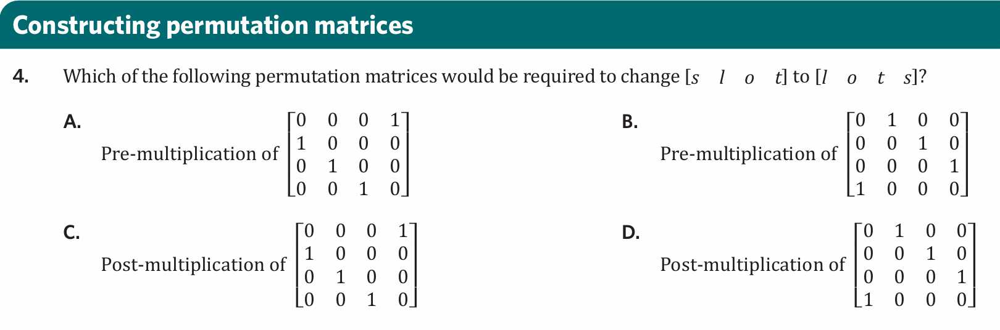 Constructing permutation matrices
4. Which of the following permutation matrices would be required to change [s l o t] to [l o t s]?
A. Pre-multiplication of
[0 0 0 1]
[1 0 0 0]
[0 1 0 0]
[0 0 1 0]
B. Pre-multiplication of
[0 1 0 0]
[0 0 1 0]
[0 0 0 1]
[1 0 0 0]
C. Post-multiplication of
[0 0 0 1]
[1 0 0 0]
[0 1 0 0]
[0 0 1 0]
D. Post-multiplication of
[0 1 0 0]
[0 0 1 0]
[0 0 0 1]
[1 0 0 0]